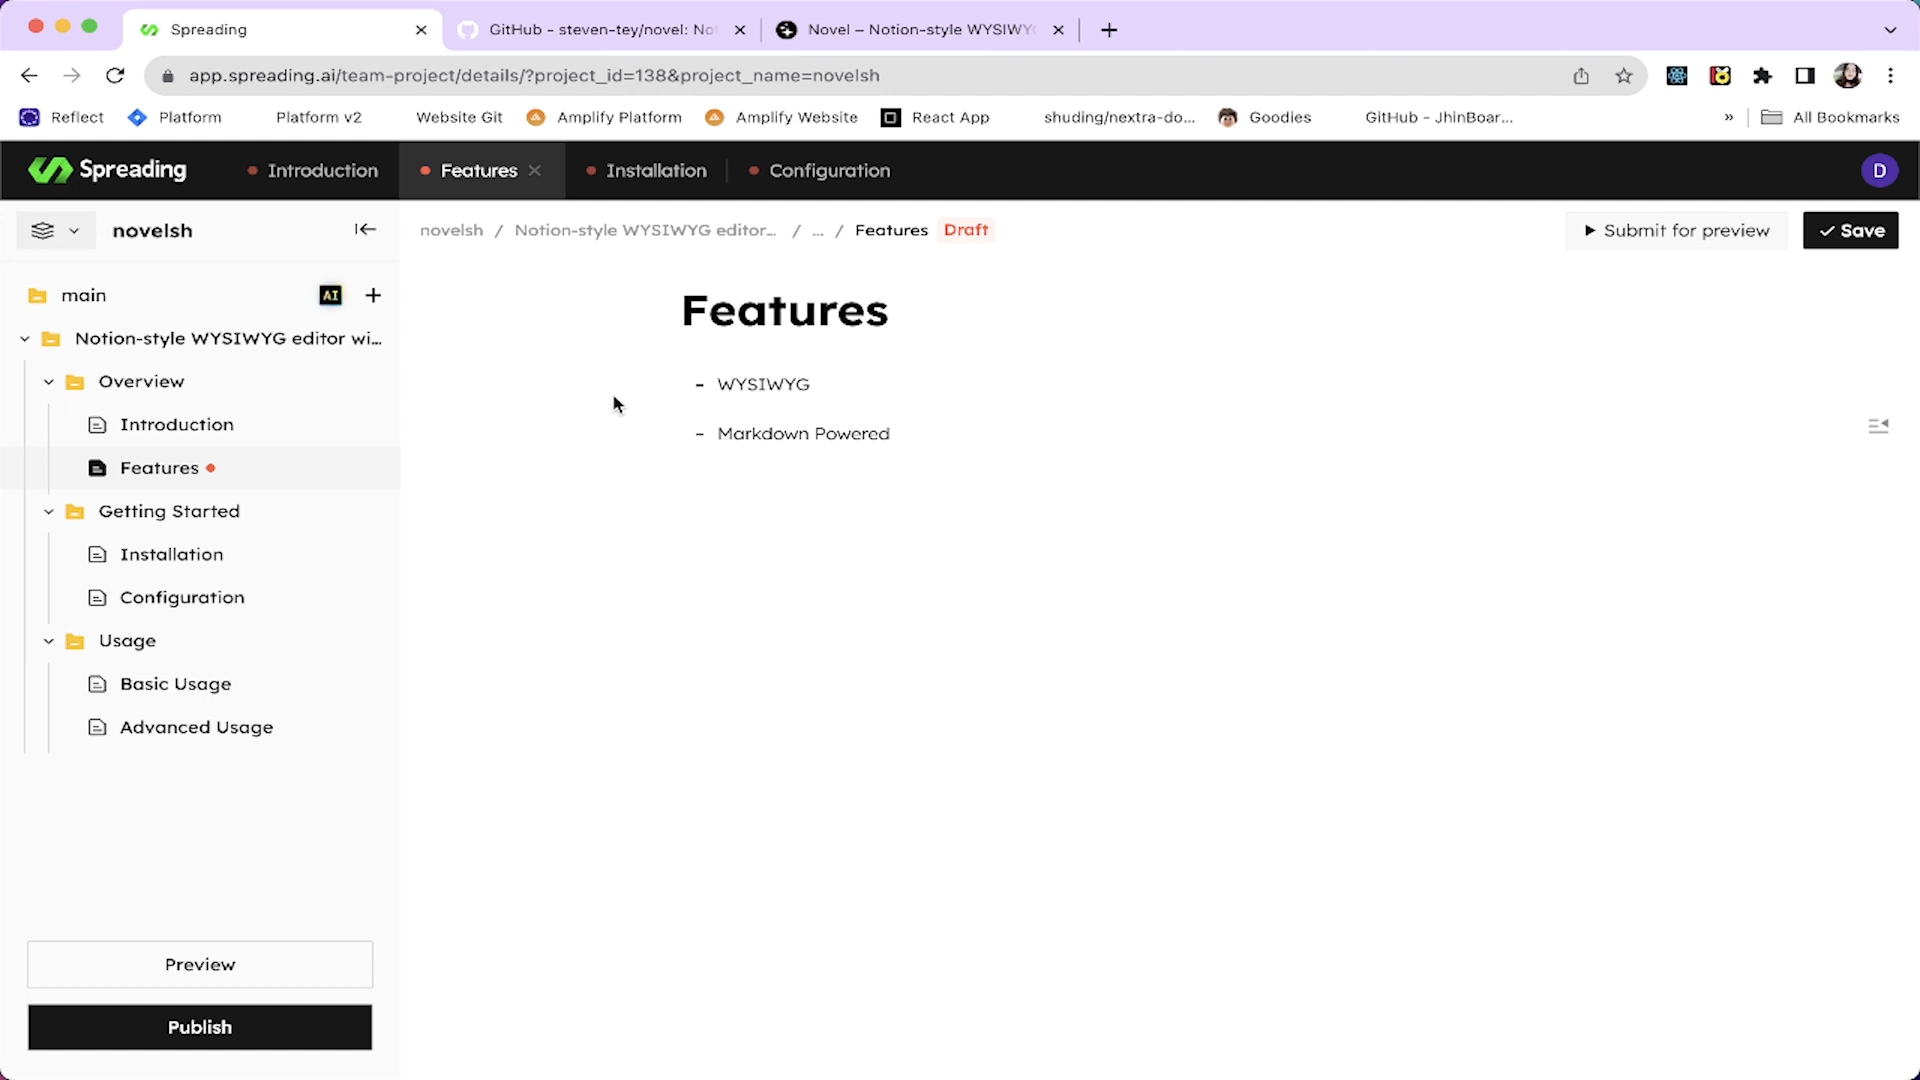 Spreading
GitHub - steven-tey/novel: No
Novel – Notion-style WYSIWY
app.spreading.ai/team-project/details/?project_id=138&project_name=novelsh
Reflect
Platform
Platform v2
Website Git
Amplify Platform
Amplify Website
React App
shuding/nextra-do...
Goodies
GitHub - JhinBoar...
»
All Bookmarks
Spreading
Introduction
Features
Installation
Configuration
D
novelsh
novelsh / Notion-style WYSIWYG editor... / ... / Features Draft
Submit for preview
Save
main
AI
Notion-style WYSIWYG editor wi...
Overview
Introduction
Features
Getting Started
Installation
Configuration
Usage
Basic Usage
Advanced Usage
Preview
Publish
Features
- WYSIWYG
- Markdown Powered